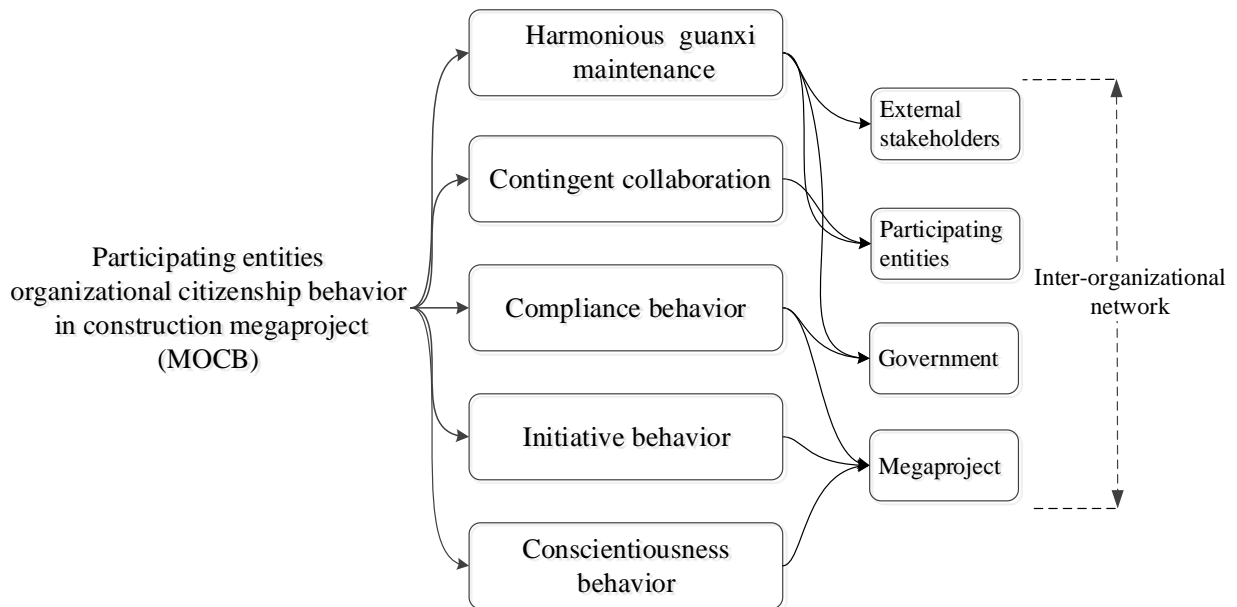 Participating entities
organizational citizenship behavior
in construction megaproject
(MOCB)
Harmonious guanxi
maintenance
Contingent collaboration
Compliance behavior
Initiative behavior
Conscientiousness
behavior
External
stakeholders
Participating
entities
Government
Megaproject
Inter-organizational
network